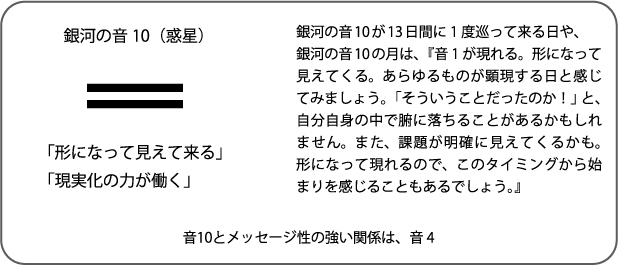 銀河の音 10（惑星）
「形になって見えて来る」
「現実化の力が働く」
銀河の音10が13日間に1度巡って来る日や、
銀河の音10の月は、『音1が現れる。形になって
見えてくる。あらゆるものが顕現する日と感じ
てみましょう。「そういうことだったのか！」と、
自分自身の中で腑に落ちることがあるかもしれ
ません。また、課題が明確に見えてくるかも。
形になって現れるので、このタイミングから始
まりを感じることもあるでしょう。』
音10とメッセージ性の強い関係は、音4